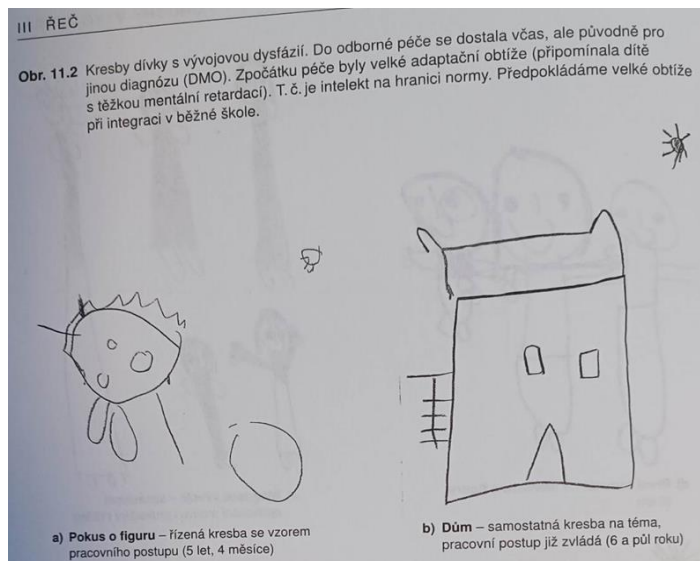 III ŘEČ
Obr. 11.2 Kresby dívky s vývojovou dysfázií. Do odborné péče se dostala včas, ale původně pro
jinou diagnózu (DMO). Zpočátku péče byly velké adaptační obtíže (připomínala dítě
s těžkou mentální retardací). T. č. je intelekt na hranici normy. Předpokládáme velké obtíže
při integraci v běžné škole.
a) Pokus o figuru – řízená kresba se vzorem
pracovního postupu (5 let, 4 měsíce)
b) Dům – samostatná kresba na téma,
pracovní postup již zvládá (6 a půl roku)